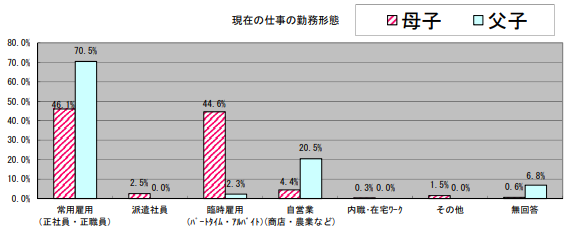 現在の仕事の勤務形態
母子
父子
80.0%
70.0%
60.0%
50.0%
40.0%
30.0%
20.0%
10.0%
0.0%
46.1%
70.5%
2.5%
0.0%
44.6%
2.3%
4.4%
20.5%
0.3%
0.0%
1.5%
0.0%
0.6%
6.8%
常用雇用
(正社員・正職員)
派遣社員
臨時雇用
(ﾊﾟｰﾄﾀｲﾑ・ｱﾙﾊﾞｲﾄ)
自営業
(商店・農業など)
内職・在宅ﾜｰｸ
その他
無回答